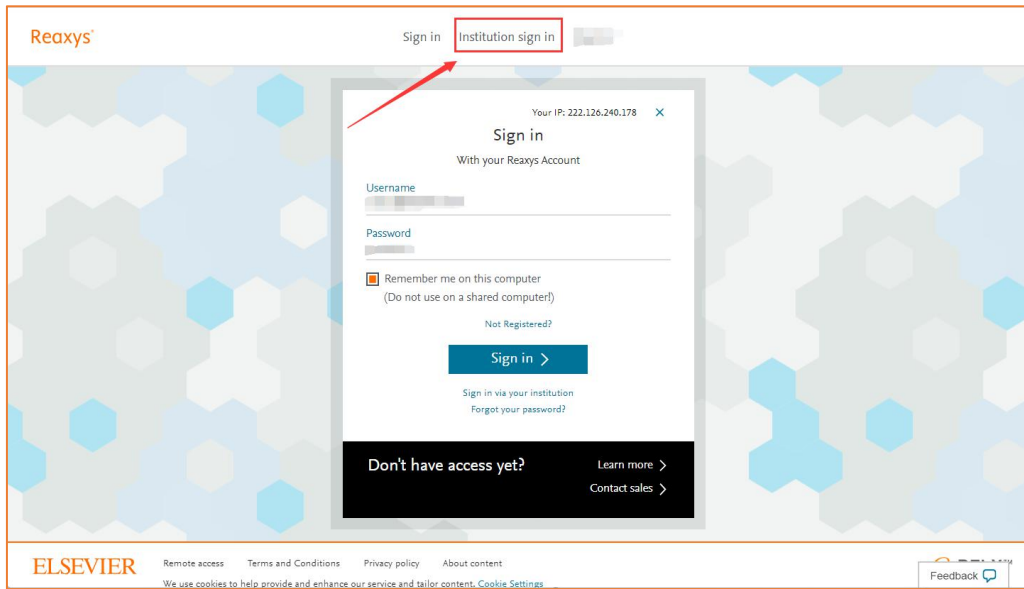 Reaxys®
Sign in Institution sign in
Your IP: 222.126.240.178 ×
Sign in
With your Reaxys Account
Username
Password
Remember me on this computer
(Do not use on a shared computer!)
Not Registered?
Sign in >
Sign in via your institution
Forgot your password?
Don't have access yet?
Learn more >
Contact sales >
ELSEVIER
Remote access Terms and Conditions Privacy policy About content
We use cookies to help provide and enhance our service and tailor content. Cookie Settings
Feedback